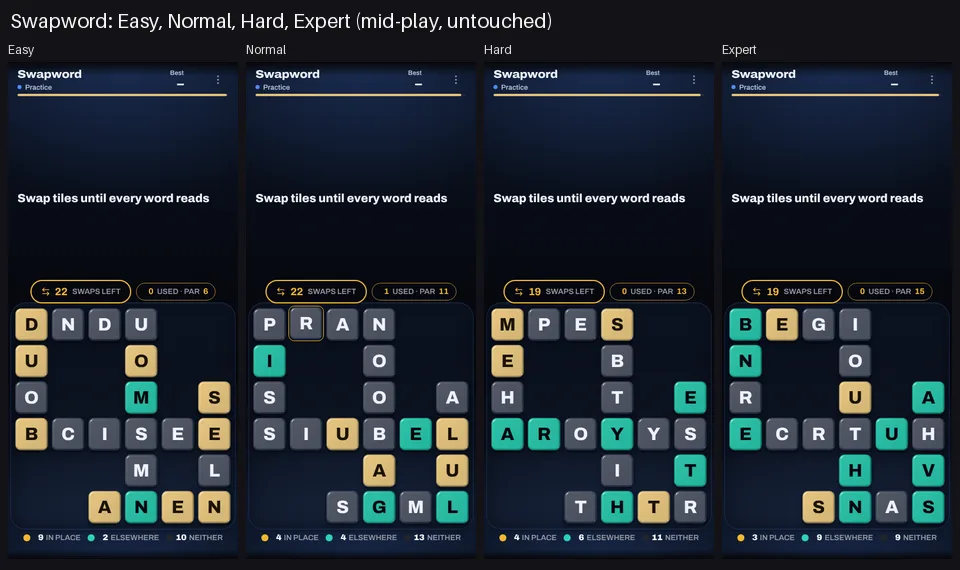 Swapword: Easy, Normal, Hard, Expert (mid-play, untouched)
Easy
Swapword
Practice
Best
–
Swap tiles until every word reads
22 SWAPS LEFT
0 USED · PAR 6
D N D U
U O
O M S
B C I S E E
M L
A N E N
9 IN PLACE 2 ELSEWHERE 10 NEITHER
Normal
Swapword
Practice
Best
–
Swap tiles until every word reads
22 SWAPS LEFT
1 USED · PAR 11
P R A N
I O
S O A
S I U B E L
A U
S G M L
4 IN PLACE 4 ELSEWHERE 13 NEITHER
Hard
Swapword
Practice
Best
–
Swap tiles until every word reads
19 SWAPS LEFT
0 USED · PAR 13
M P E S
E B
H T E
A R O Y Y S
I T
T H T R
4 IN PLACE 6 ELSEWHERE 11 NEITHER
Expert
Swapword
Practice
Best
–
Swap tiles until every word reads
19 SWAPS LEFT
0 USED · PAR 15
B E G I
N O
R U A
E C R T U H
H V
S N A S
3 IN PLACE 9 ELSEWHERE 9 NEITHER